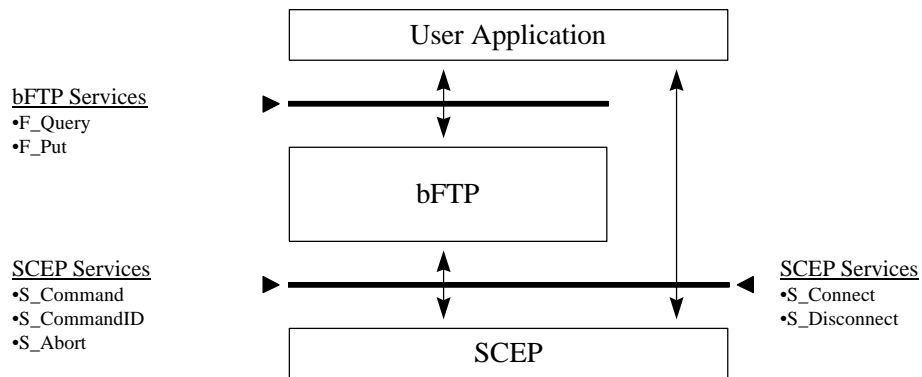 User Application
bFTP Services
•F_Query
•F_Put
bFTP
SCEP Services
•S_Command
•S_CommandID
•S_Abort
SCEP Services
•S_Connect
•S_Disconnect
SCEP